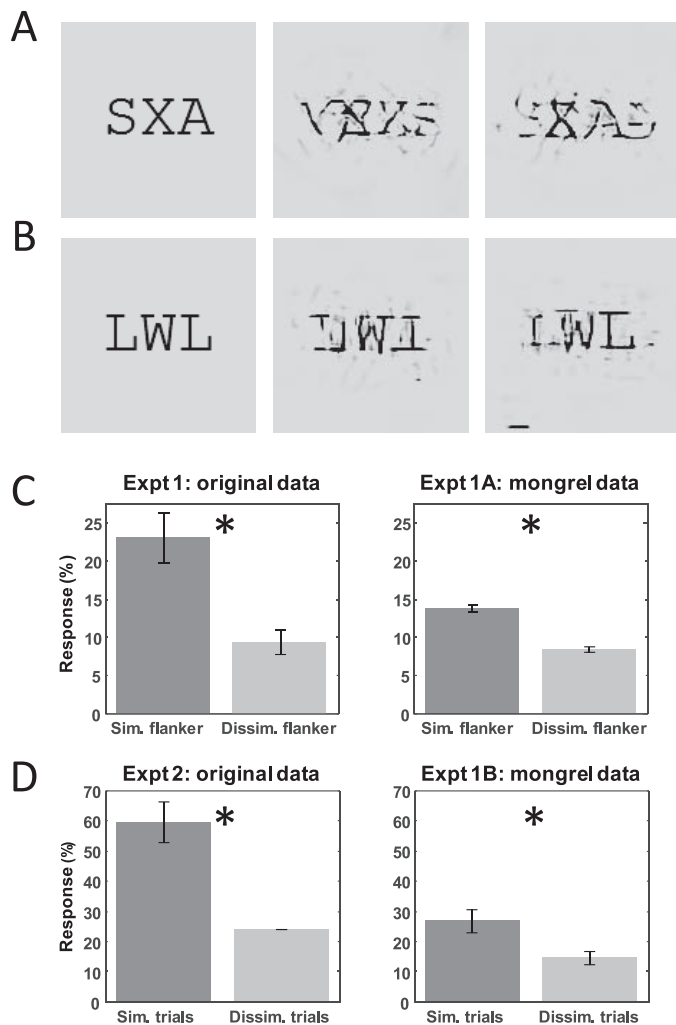 A
SXA
B
LWL
C
Expt 1: original data
Expt 1A: mongrel data
Response (%)
25
20
15
10
5
0
*
Sim. flanker
Dissim. flanker
25
20
15
10
5
0
*
Sim. flanker
Dissim. flanker
D
Expt 2: original data
Expt 1B: mongrel data
Response (%)
70
60
50
40
30
20
10
0
*
Sim. trials
Dissim. trials
70
60
50
40
30
20
10
0
*
Sim. trials
Dissim. trials